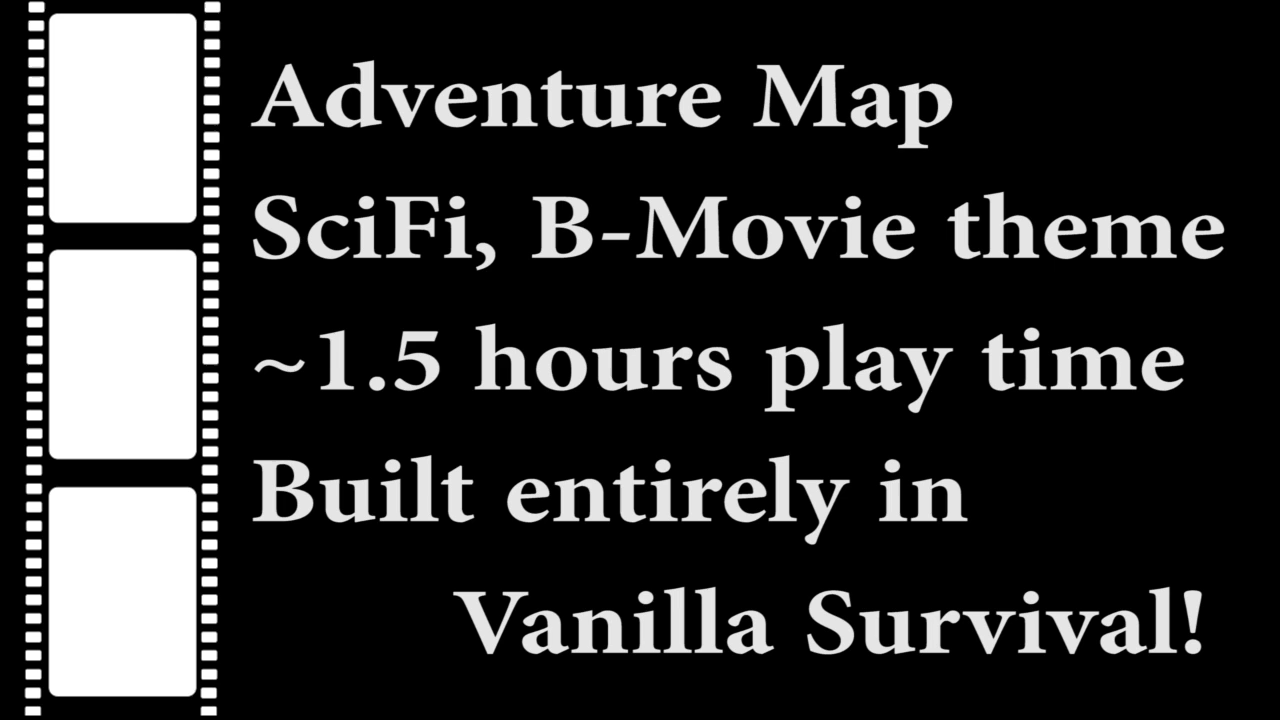 Adventure Map
SciFi, B-Movie theme
~1.5 hours play time
Built entirely in
Vanilla Survival!